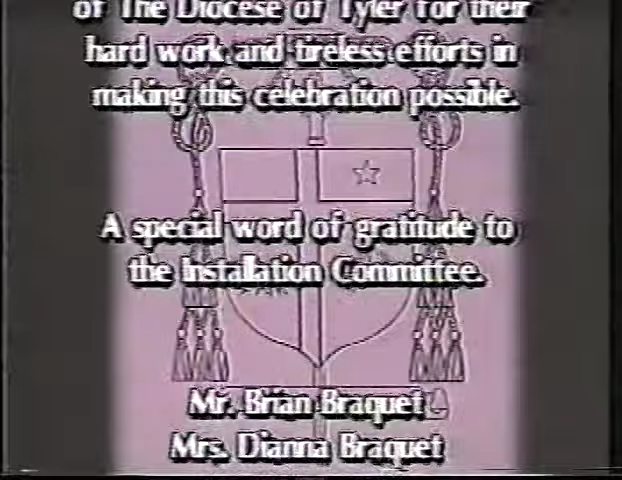 of The Diocese of Tyler for their
hard work and tireless efforts in
making this celebration possible.
A special word of gratitude to
the Installation Committee.
Mr. Brian Braquet
Mrs. Dianna Braquet